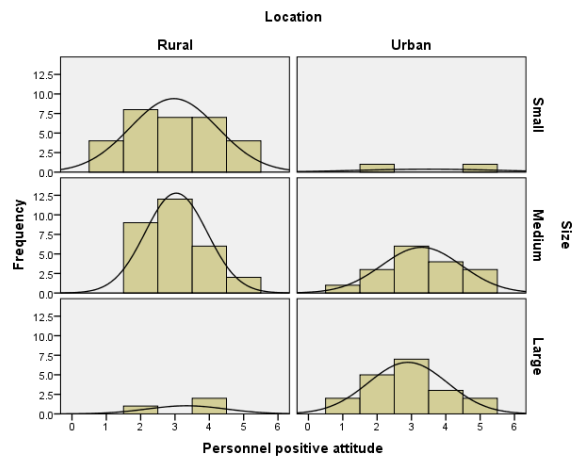 Location
Rural Urban
12.5
10.0
7.5
5.0
2.5
0.0
Small
12.5
10.0
7.5
5.0
2.5
0.0
Medium
Frequency
Size
12.5
10.0
7.5
5.0
2.5
0.0
Large
0 1 2 3 4 5 6 0 1 2 3 4 5 6
Personnel positive attitude